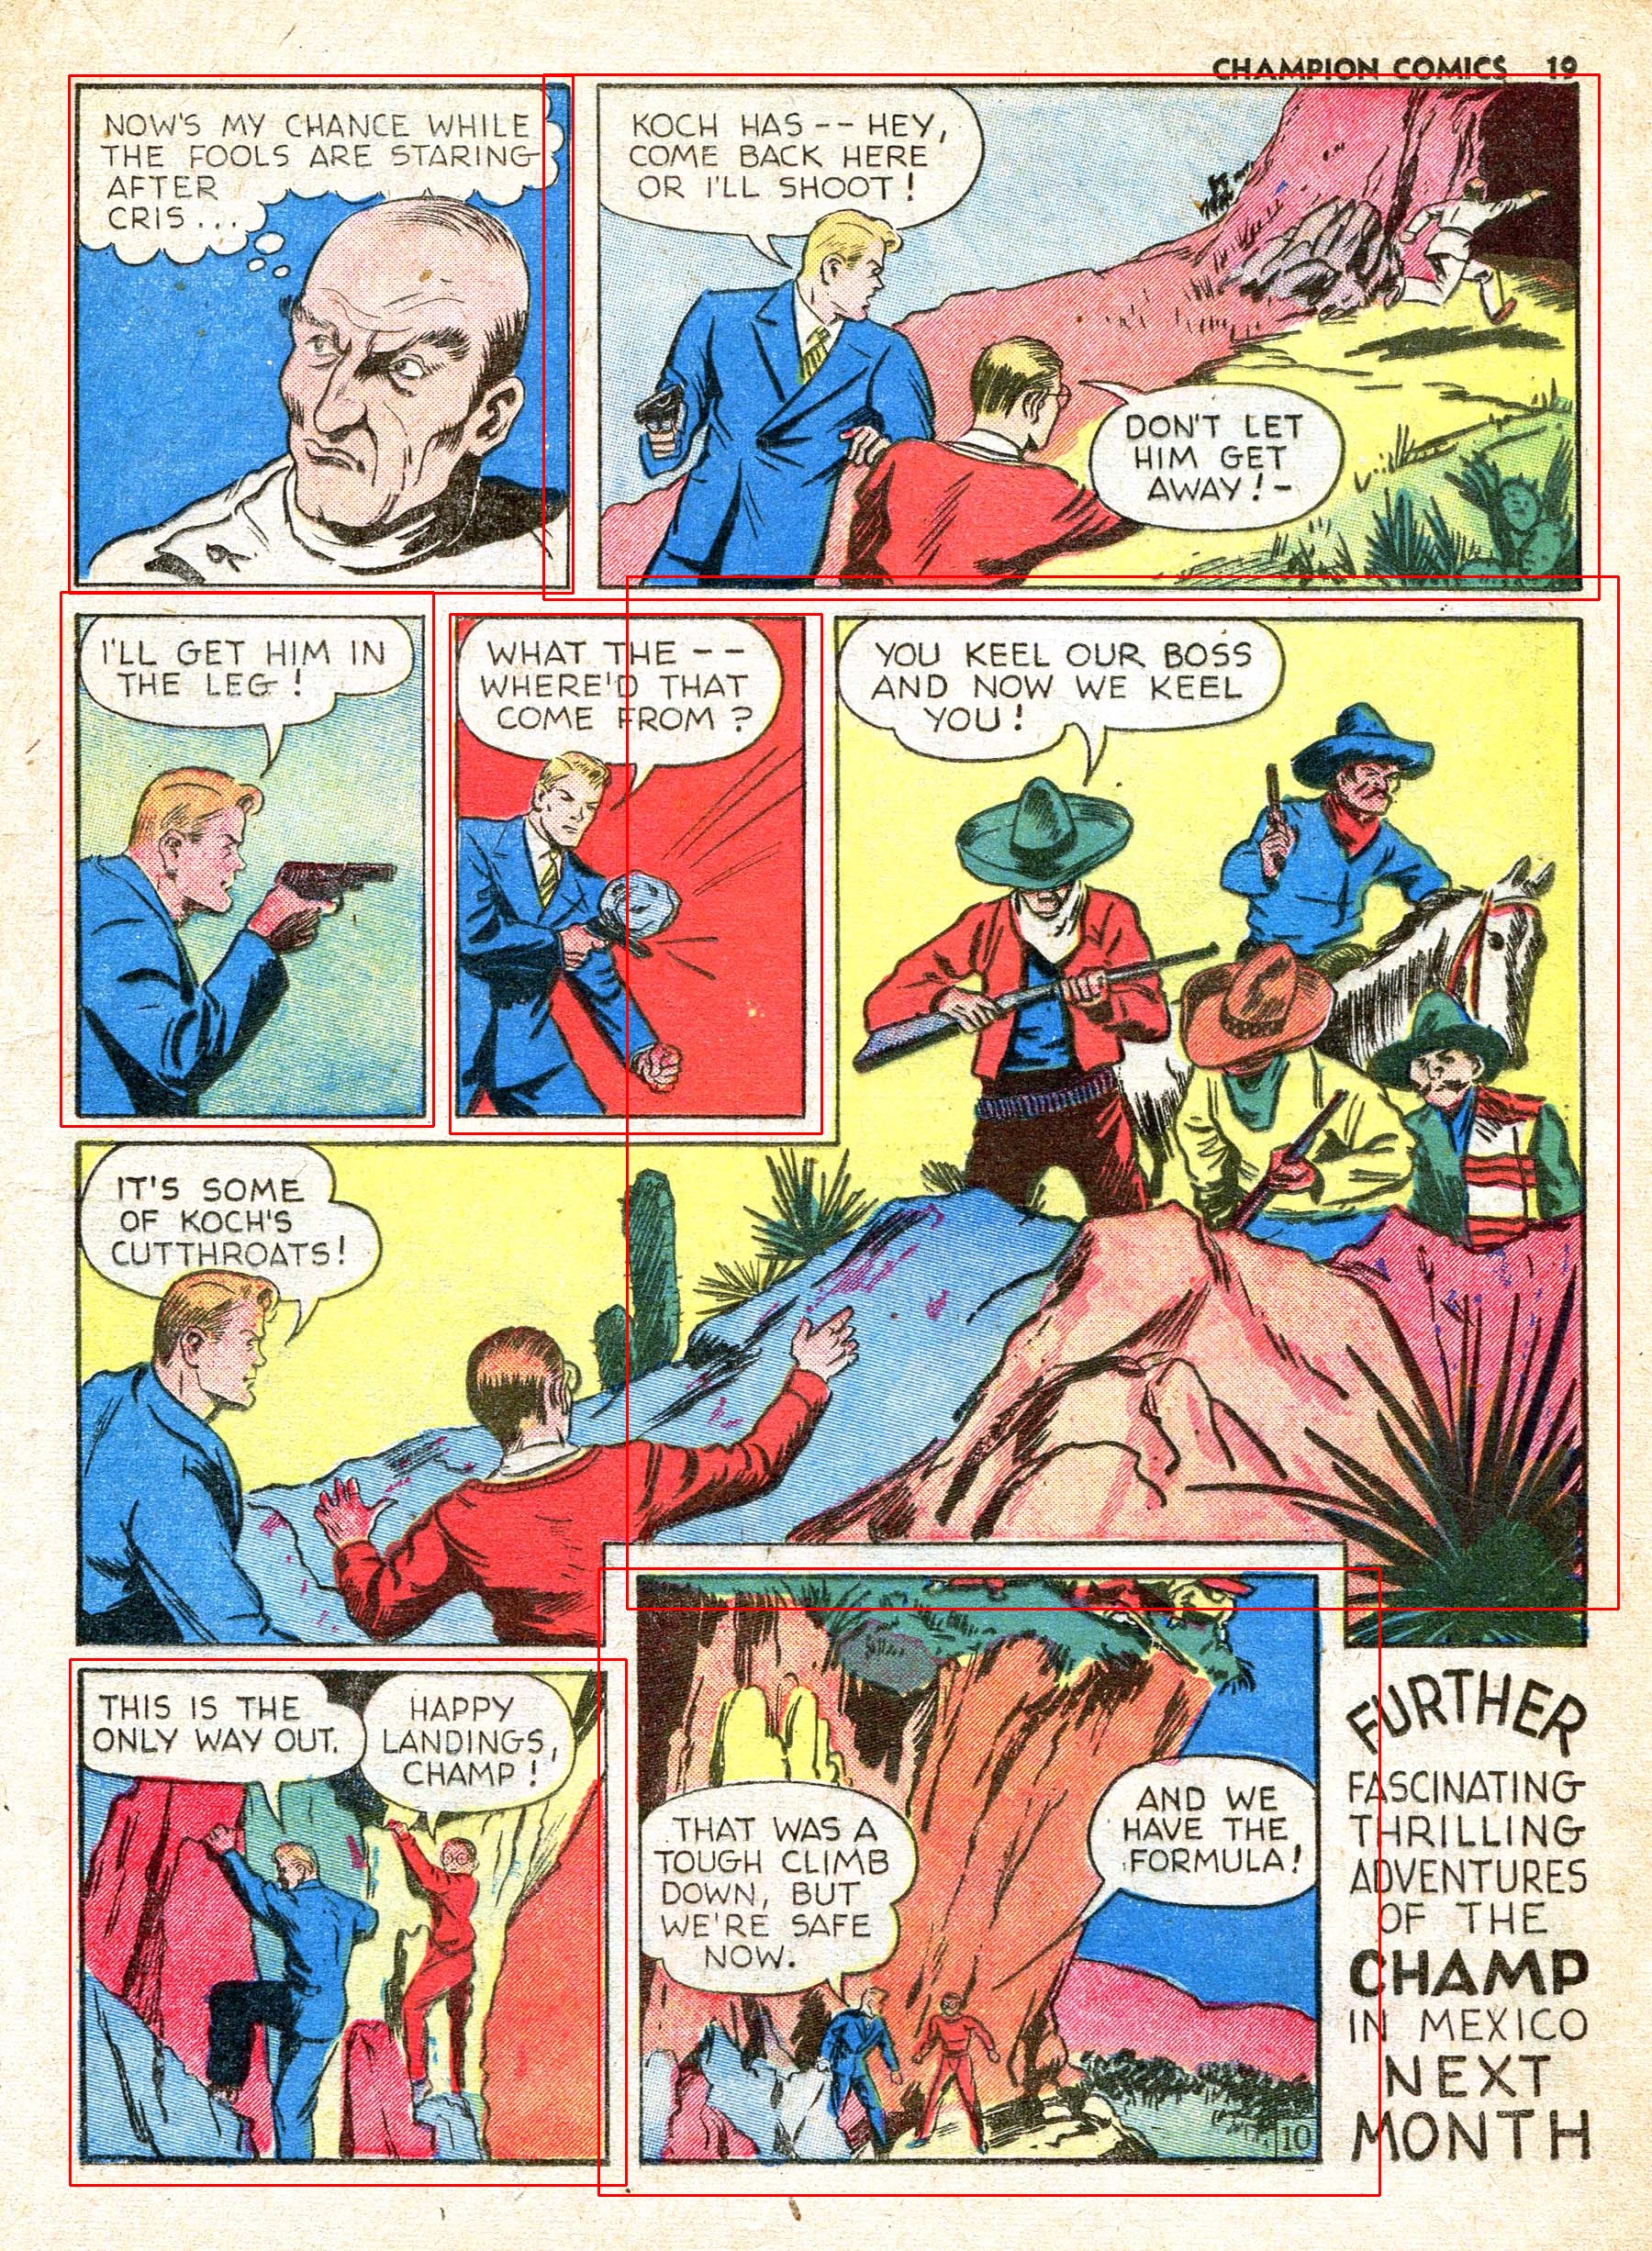 CHAMPION COMICS 19
NOW'S MY CHANCE WHILE
THE FOOLS ARE STARING
AFTER
CRIS...
KOCH HAS -- HEY,
COME BACK HERE
OR I'LL SHOOT!
DON'T LET
HIM GET
AWAY!-
I'LL GET HIM IN
THE LEG!
WHAT THE --
WHERE'D THAT
COME FROM?
YOU KEEL OUR BOSS
AND NOW WE KEEL
YOU!
IT'S SOME
OF KOCH'S
CUTTHROATS!
THIS IS THE
ONLY WAY OUT.
HAPPY
LANDINGS,
CHAMP!
THAT WAS A
TOUGH CLIMB
DOWN, BUT
WE'RE SAFE
NOW.
AND WE
HAVE THE
FORMULA!
10
FURTHER
FASCINATING
THRILLING
ADVENTURES
OF THE
CHAMP
IN MEXICO
NEXT
MONTH